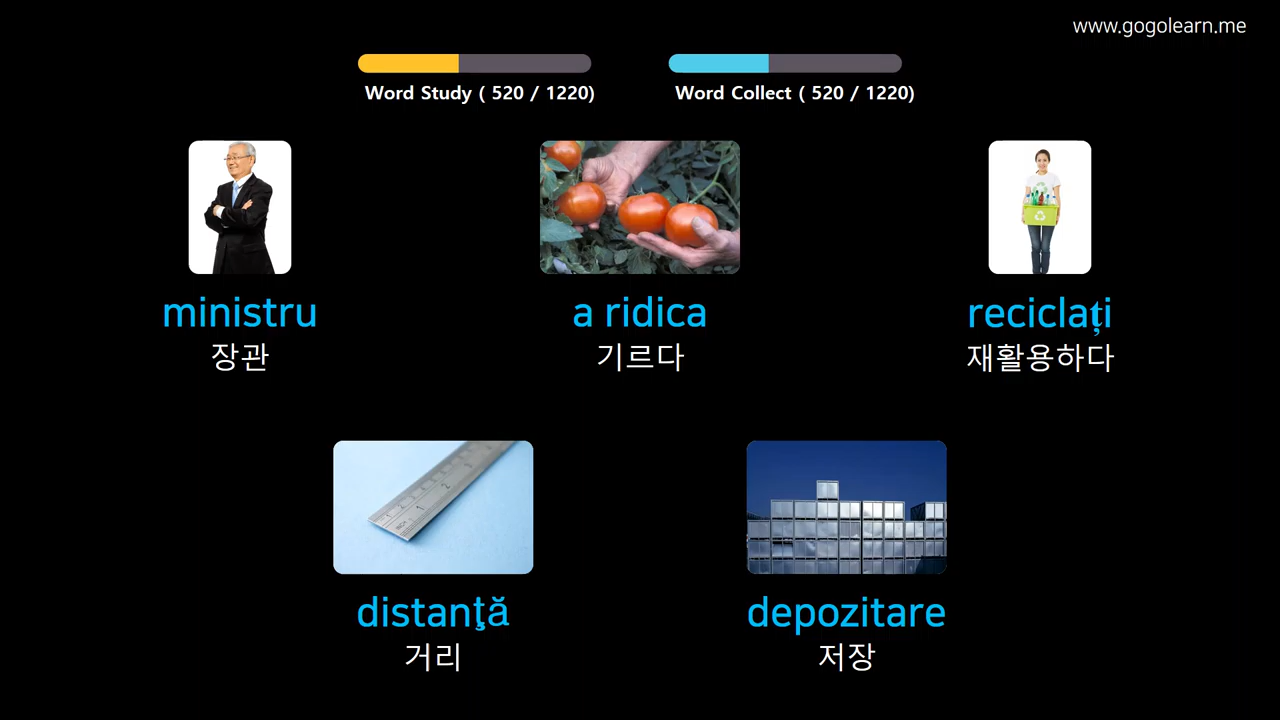 www.gogolearn.me
Word Study ( 520 / 1220)
Word Collect ( 520 / 1220)
ministru
장관
a ridica
기르다
reciclați
재활용하다
distanţă
거리
depozitare
저장